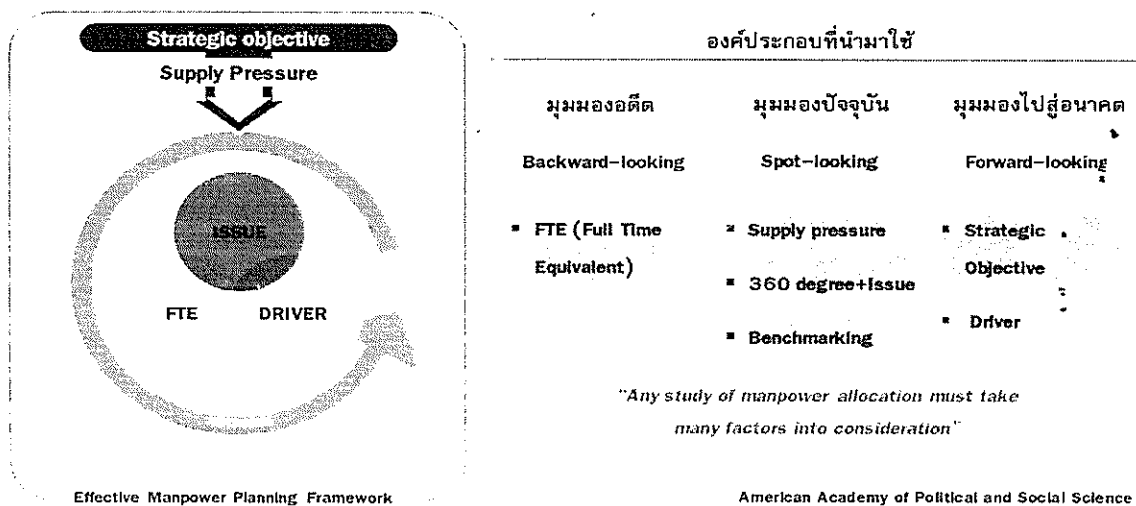 Strategic objective
Supply Pressure
ISSUE
FTE DRIVER
Effective Manpower Planning Framework
องค์ประกอบที่นำมาใช้
มุมมองอดีต มุมมองปัจจุบัน มุมมองไปสู่อนาคต
Backward-looking Spot-looking Forward-looking
▪ FTE (Full Time ▪ Supply pressure ▪ Strategic
Equivalent) Objective
▪ 360 degree+Issue
▪ Driver
▪ Benchmarking
"Any study of manpower allocation must take
many factors into consideration"
American Academy of Political and Social Science